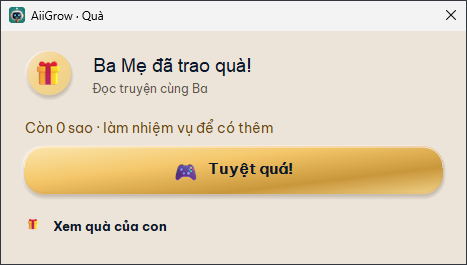 AiiGrow · Quà
Ba Mẹ đã trao quà!
Đọc truyện cùng Ba
Còn 0 sao · làm nhiệm vụ để có thêm
Tuyệt quá!
Xem quà của con